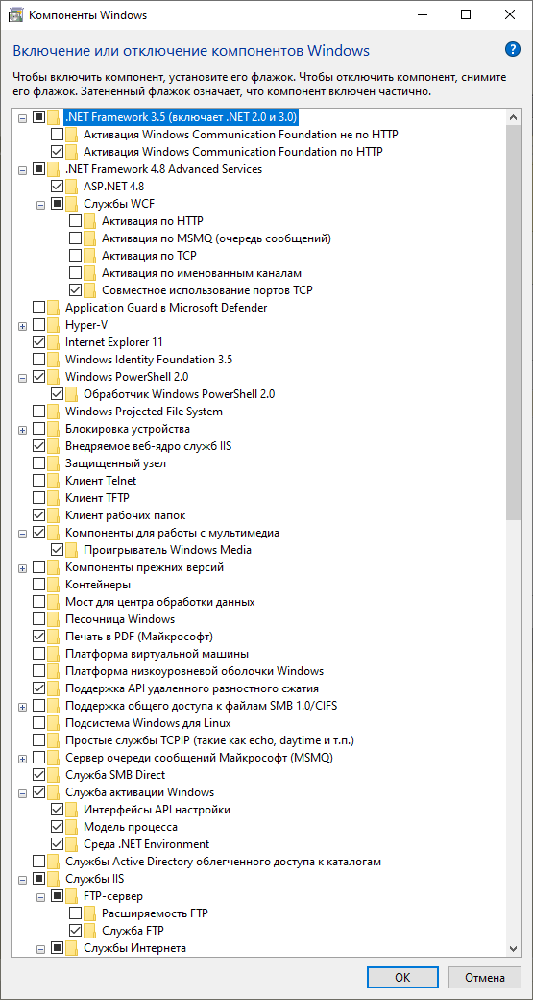 Компоненты Windows
Включение или отключение компонентов Windows
?
Чтобы включить компонент, установите его флажок. Чтобы отключить компонент, снимите
его флажок. Затененный флажок означает, что компонент включен частично.
.NET Framework 3.5 (включает .NET 2.0 и 3.0)
Активация Windows Communication Foundation не по HTTP
Активация Windows Communication Foundation по HTTP
.NET Framework 4.8 Advanced Services
ASP.NET 4.8
Службы WCF
Активация по HTTP
Активация по MSMQ (очередь сообщений)
Активация по TCP
Активация по именованным каналам
Совместное использование портов TCP
Application Guard в Microsoft Defender
Hyper-V
Internet Explorer 11
Windows Identity Foundation 3.5
Windows PowerShell 2.0
Обработчик Windows PowerShell 2.0
Windows Projected File System
Блокировка устройства
Внедряемое веб-ядро служб IIS
Защищенный узел
Клиент Telnet
Клиент TFTP
Клиент рабочих папок
Компоненты для работы с мультимедиа
Проигрыватель Windows Media
Компоненты прежних версий
Контейнеры
Мост для центра обработки данных
Песочница Windows
Печать в PDF (Майкрософт)
Платформа виртуальной машины
Платформа низкоуровневой оболочки Windows
Поддержка API удаленного разностного сжатия
Поддержка общего доступа к файлам SMB 1.0/CIFS
Подсистема Windows для Linux
Простые службы TCPIP (такие как echo, daytime и т.п.)
Сервер очереди сообщений Майкрософт (MSMQ)
Служба SMB Direct
Служба активации Windows
Интерфейсы API настройки
Модель процесса
Среда .NET Environment
Службы Active Directory облегченного доступа к каталогам
Службы IIS
FTP-сервер
Расширяемость FTP
Служба FTP
Службы Интернета
ОК
Отмена